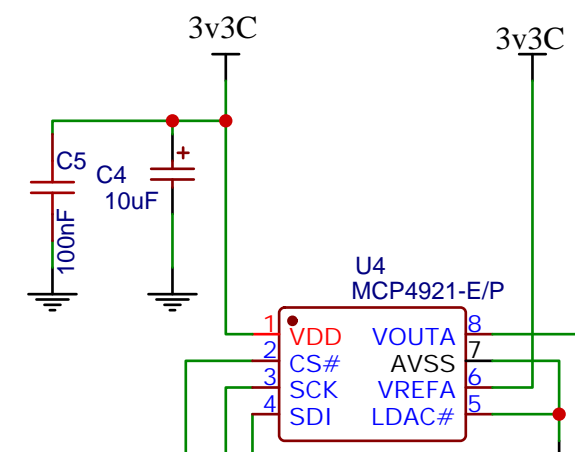 3v3C
3v3C
C5
C4
10uF
100nF
U4
MCP4921-E/P
1 VDD VOUTA 8
2 CS# AVSS 7
3 SCK VREFA 6
4 SDI LDAC# 5
+